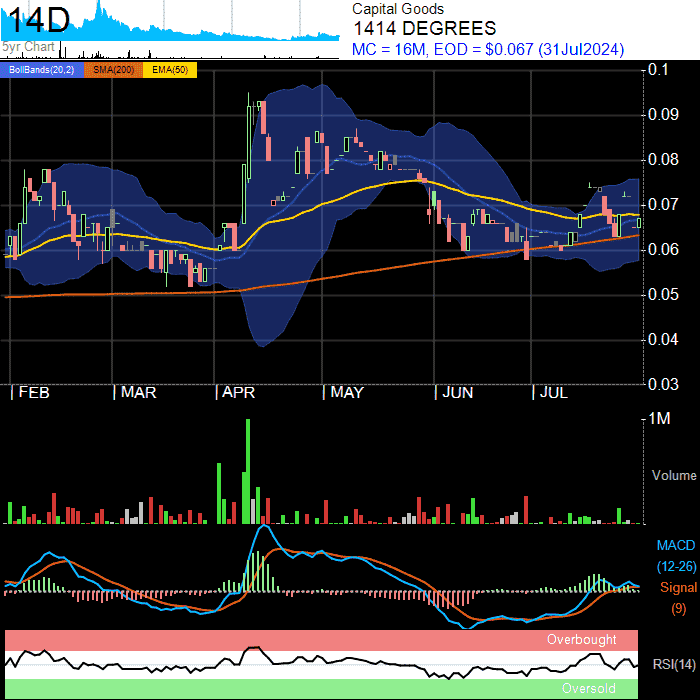 14D
5yr Chart
Capital Goods
1414 DEGREES
MC = 16M, EOD = $0.067 (31Jul2024)
BollBands(20,2) SMA(200) EMA(50)
0.1
0.09
0.08
0.07
0.06
0.05
0.04
0.03
FEB MAR APR MAY JUN JUL
1M
Volume
MACD
(12-26)
Signal
(9)
Overbought
RSI(14)
Oversold